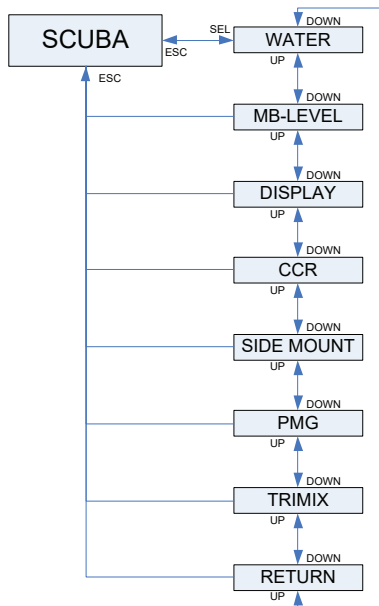 DOWN
SCUBA
SEL
ESC
WATER
ESC
UP
DOWN
MB-LEVEL
UP
DOWN
DISPLAY
UP
DOWN
CCR
UP
DOWN
SIDE MOUNT
UP
DOWN
PMG
UP
DOWN
TRIMIX
UP
DOWN
RETURN
UP